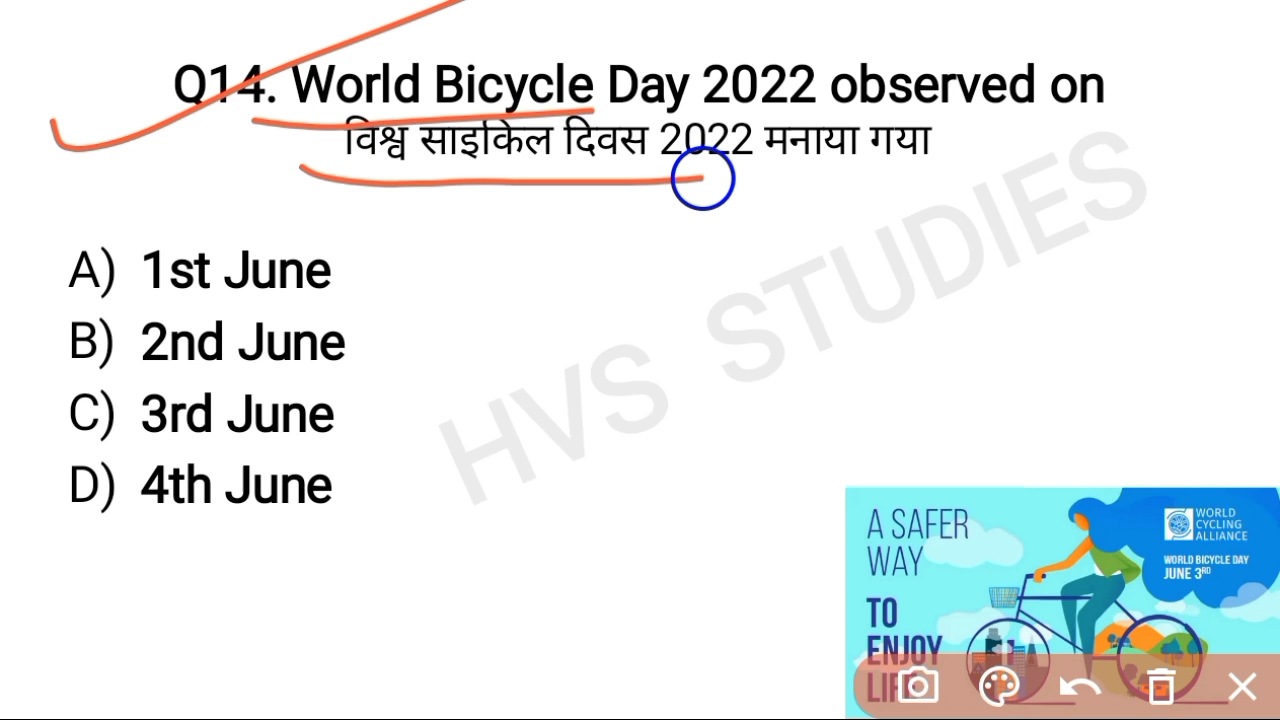 Q14. World Bicycle Day 2022 observed on
विश्व साइकिल दिवस 2022 मनाया गया
A) 1st June
B) 2nd June
C) 3rd June
D) 4th June
HVS STUDIES
A SAFER
WAY
TO
ENJOY
WORLD
CYCLING
ALLIANCE
WORLD BICYCLE DAY
JUNE 3RD